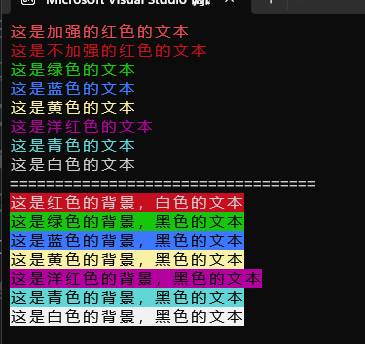 Microsoft Visual Studio
这是加强的红色的文本
这是不加强的红色的文本
这是绿色的文本
这是蓝色的文本
这是黄色的文本
这是洋红色的文本
这是青色的文本
这是白色的文本
==================================
这是红色的背景，白色的文本
这是绿色的背景，黑色的文本
这是蓝色的背景，黑色的文本
这是黄色的背景，黑色的文本
这是洋红色的背景，黑色的文本
这是青色的背景，黑色的文本
这是白色的背景，黑色的文本